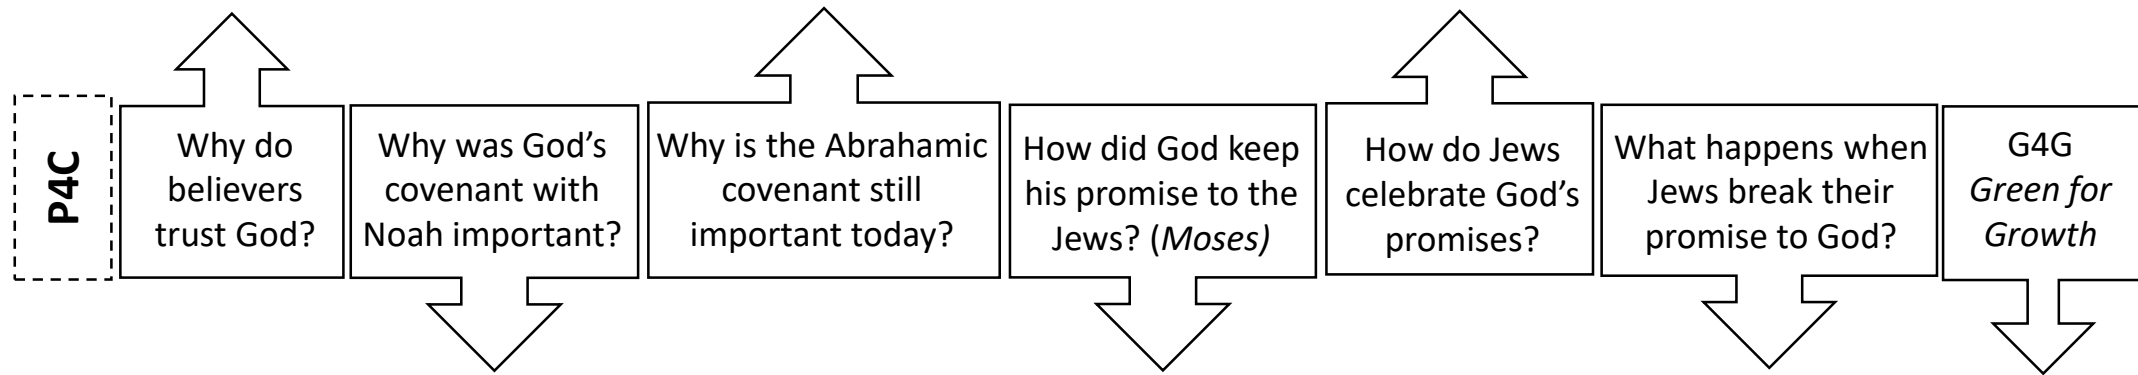 P4C
Why do
believers
trust God?
Why was God’s
covenant with
Noah important?
Why is the Abrahamic
covenant still
important today?
How did God keep
his promise to the
Jews? (Moses)
How do Jews
celebrate God’s
promises?
What happens when
Jews break their
promise to God?
G4G
Green for
Growth